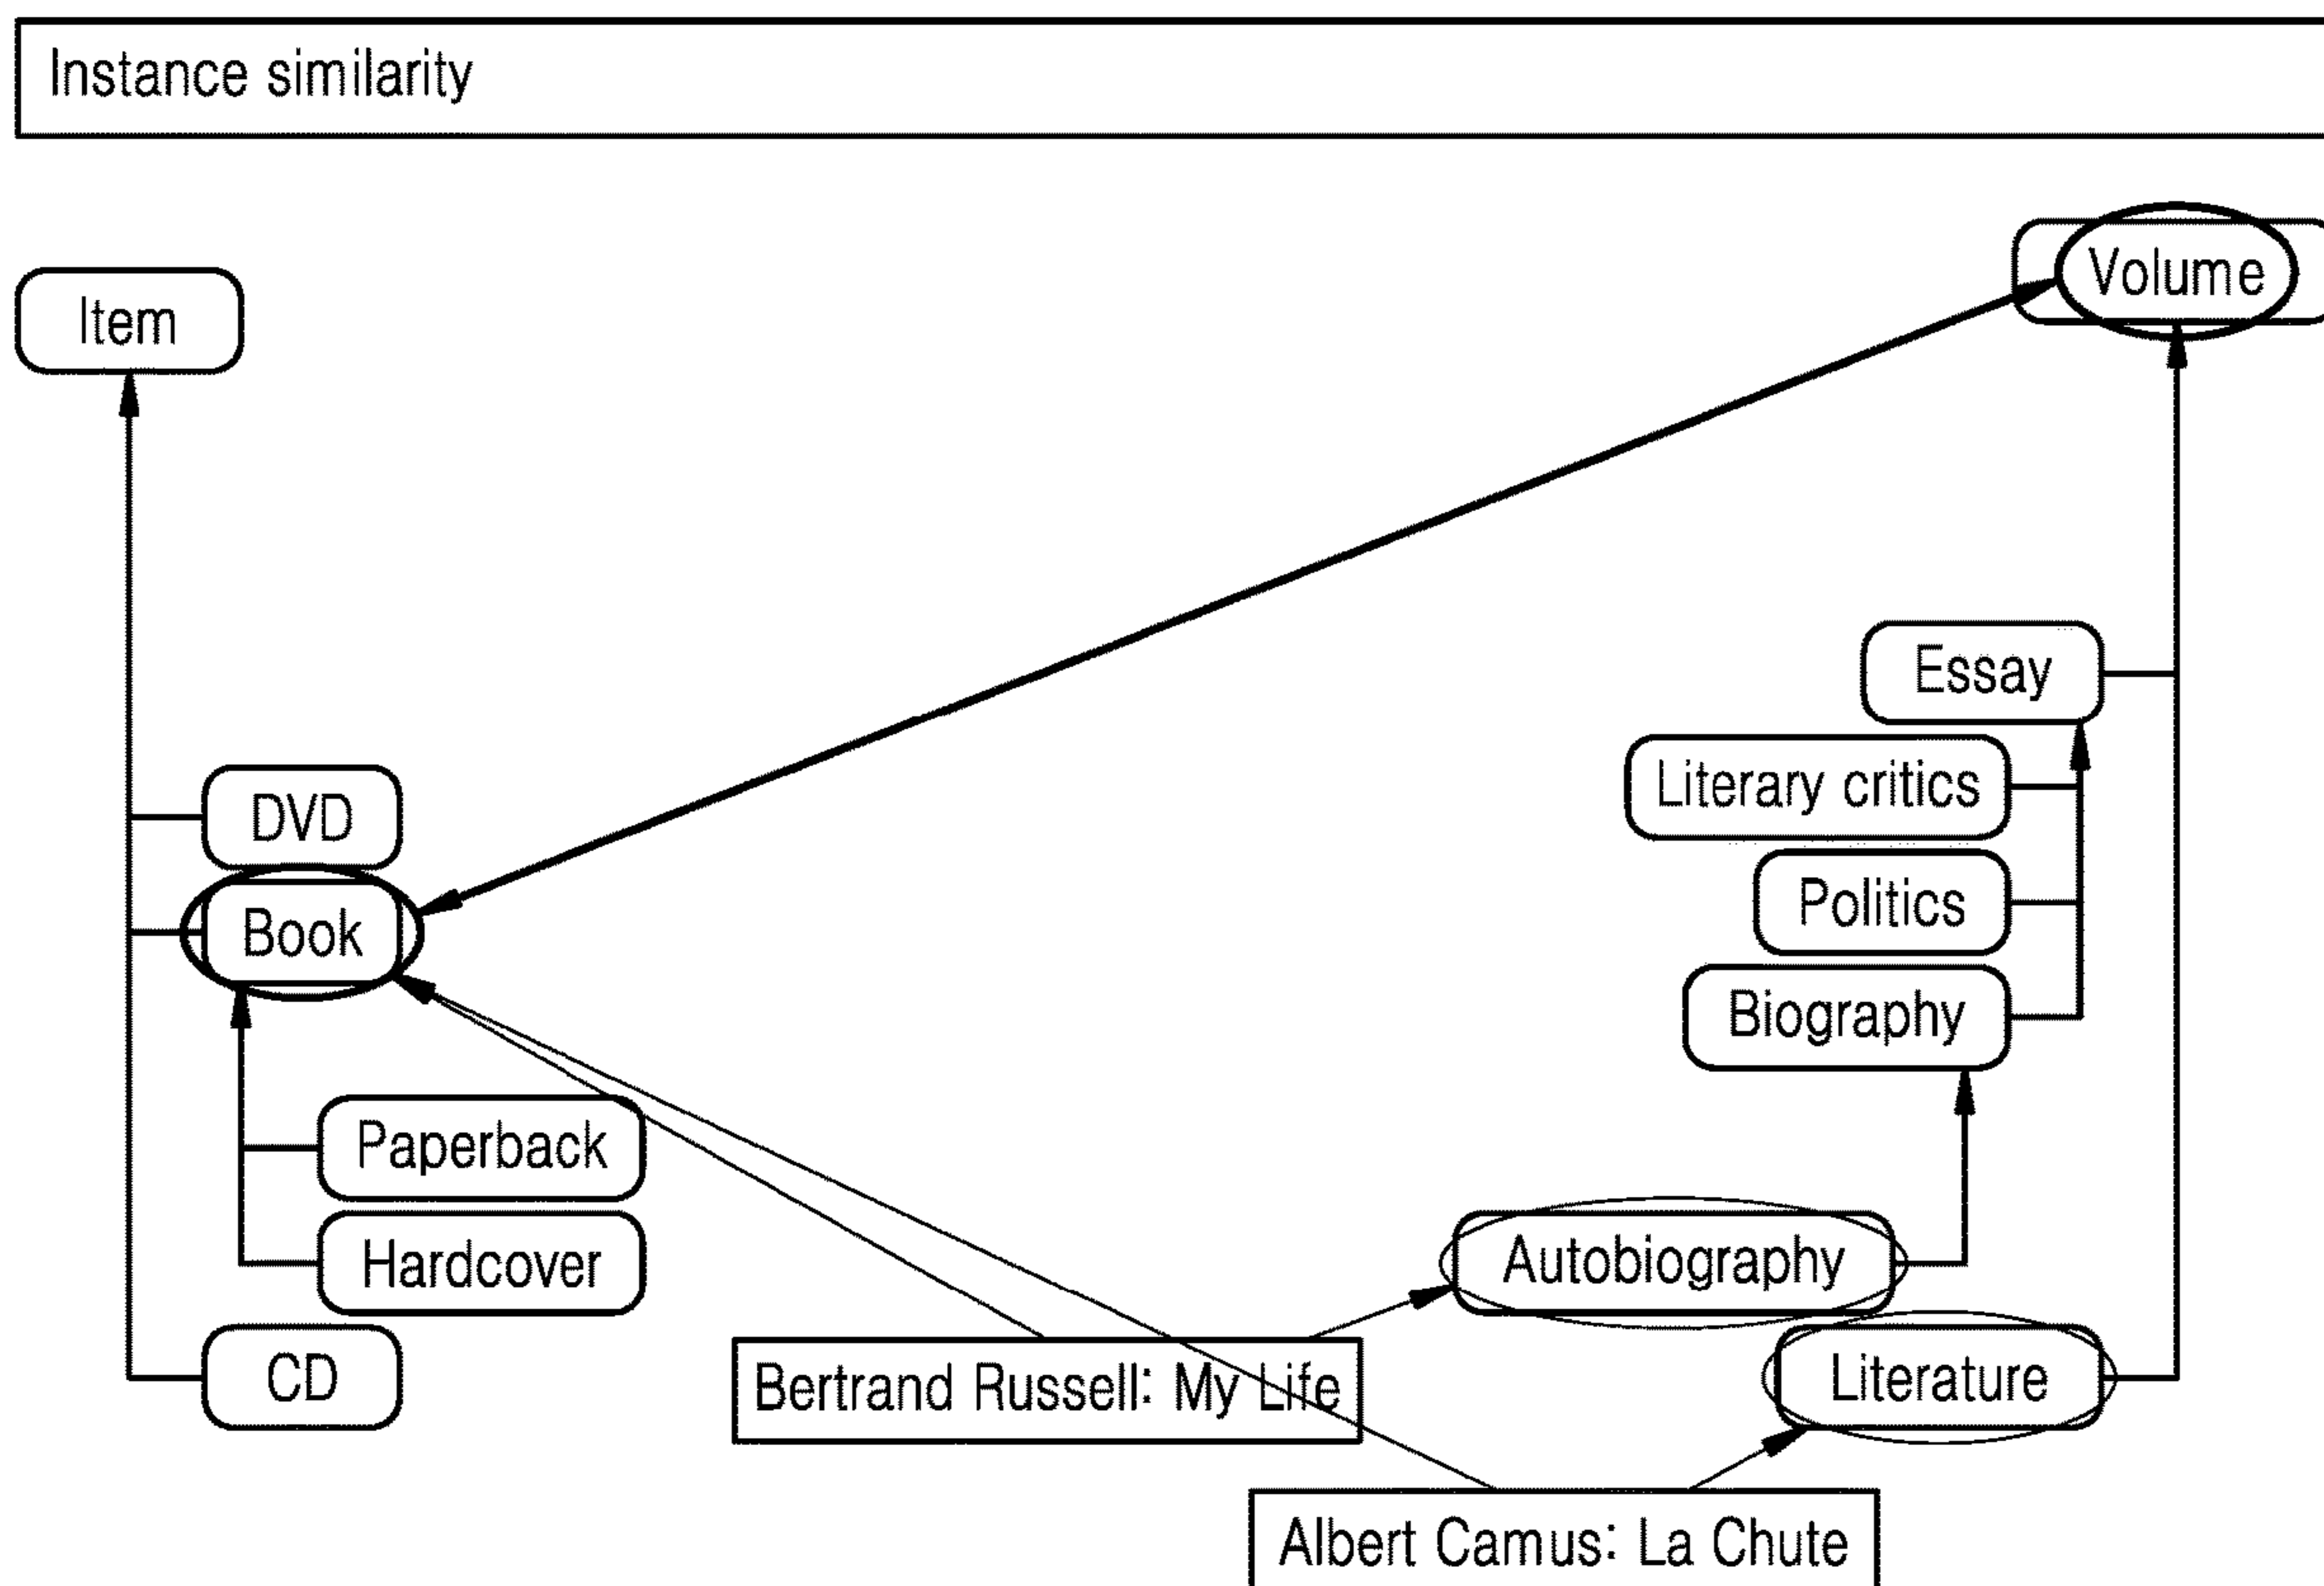 Instance similarity
Volume
Item
Essay
Literary critics
DVD
Politics
Book
Biography
Paperback
Autobiography
Hardcover
Literature
CD
Bertrand Russell: My Life
Albert Camus: La Chute